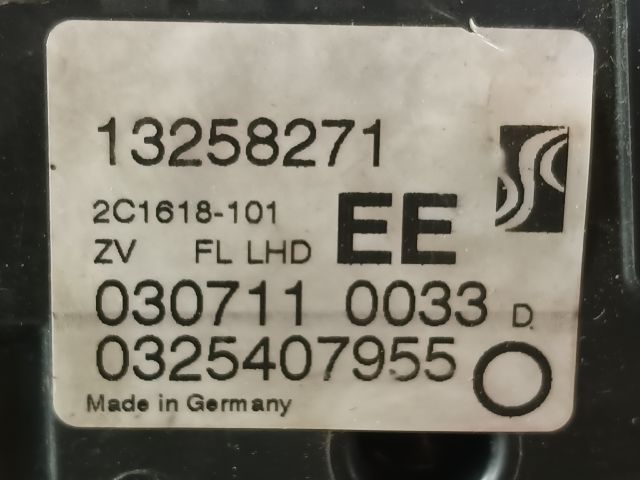 13258271
2C1618-101
ZV FL LHD EE
030711 0033 D.
0325407955
Made in Germany